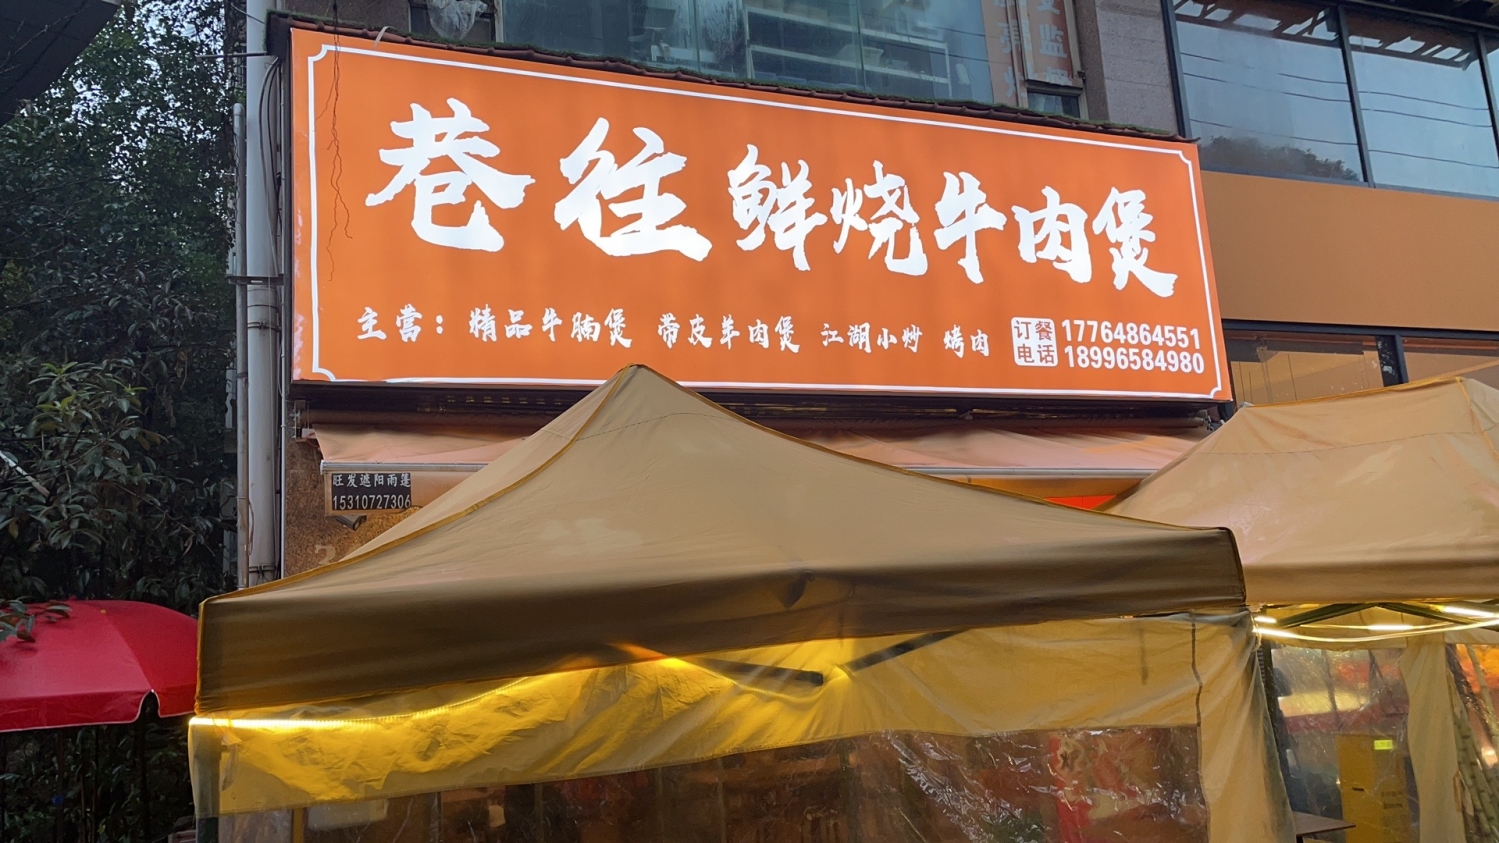 巷往鲜烧牛肉煲
主营：精品牛腩煲 带皮羊肉煲 江湖小炒 烤肉
订餐电话
17764864551
18996584980
旺发遮阳雨篷
15310727306